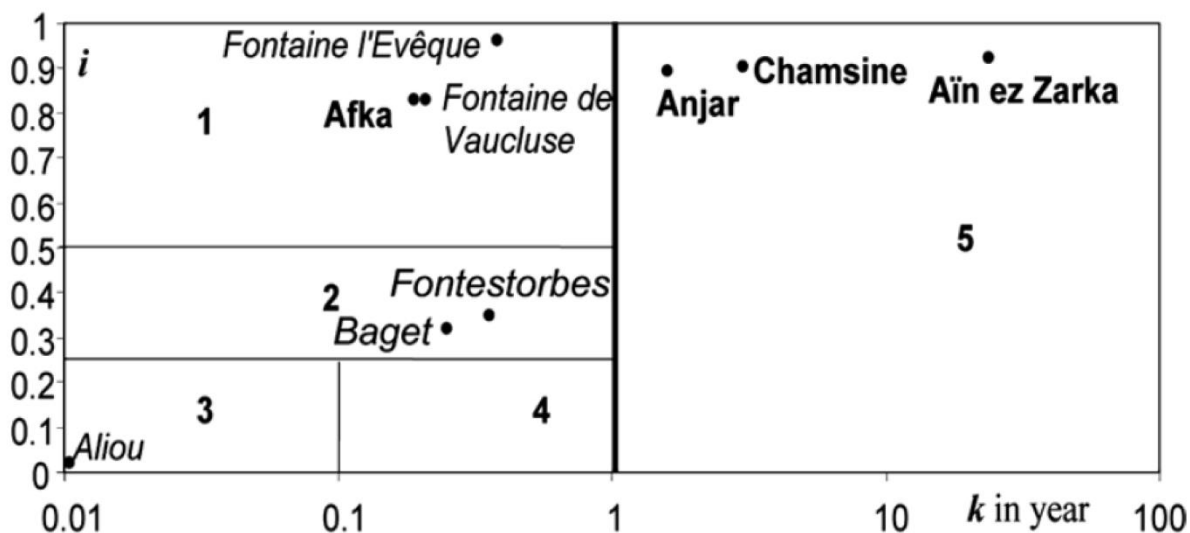 1
i
Fontaine l'Evêque
0.9
Chamsine
Anjar
Aïn ez Zarka
0.8
1
Afka
Fontaine de
Vaucluse
0.7
0.6
0.5
5
0.4
2
Fontestorbes
0.3
Baget
0.2
3
4
0.1
Aliou
0
0.01
0.1
1
10
k in year
100